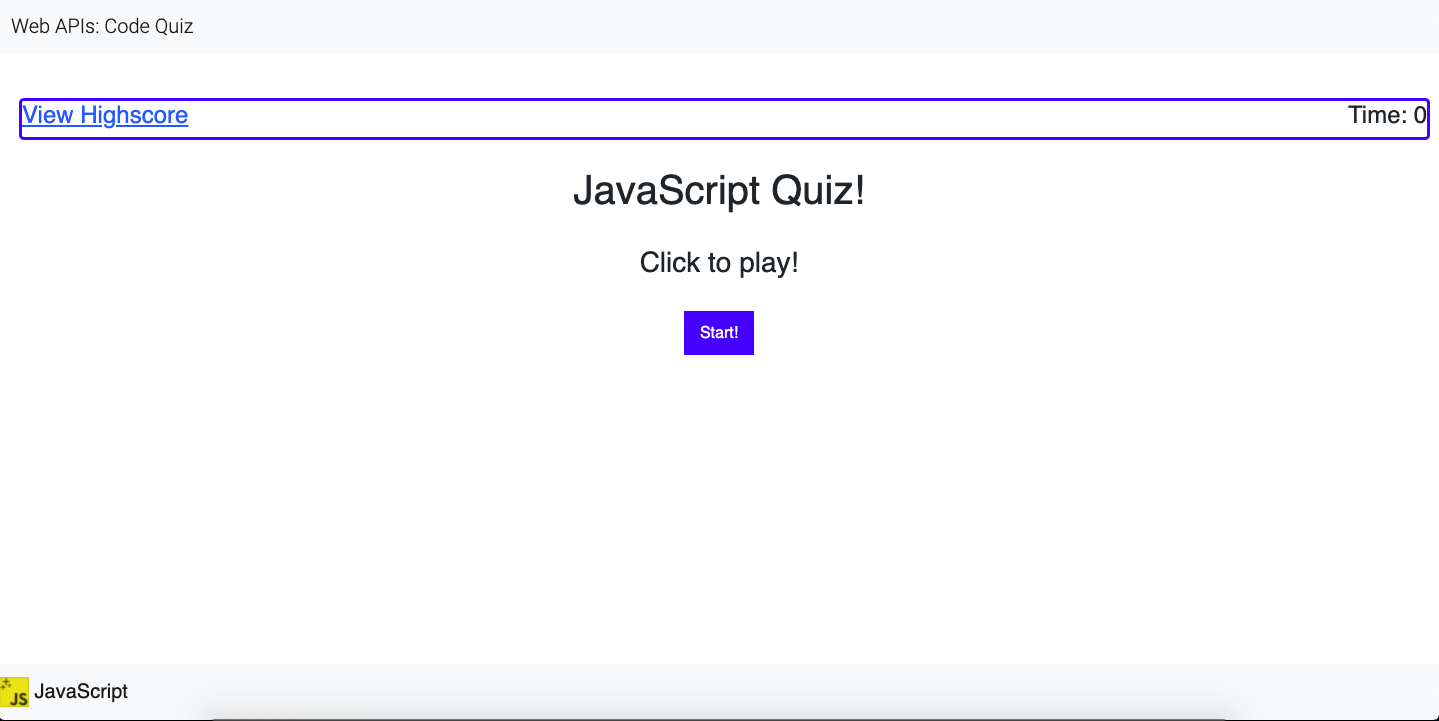 Web APIs: Code Quiz
View Highscore Time: 0
JavaScript Quiz!
Click to play!
Start!
JS JavaScript